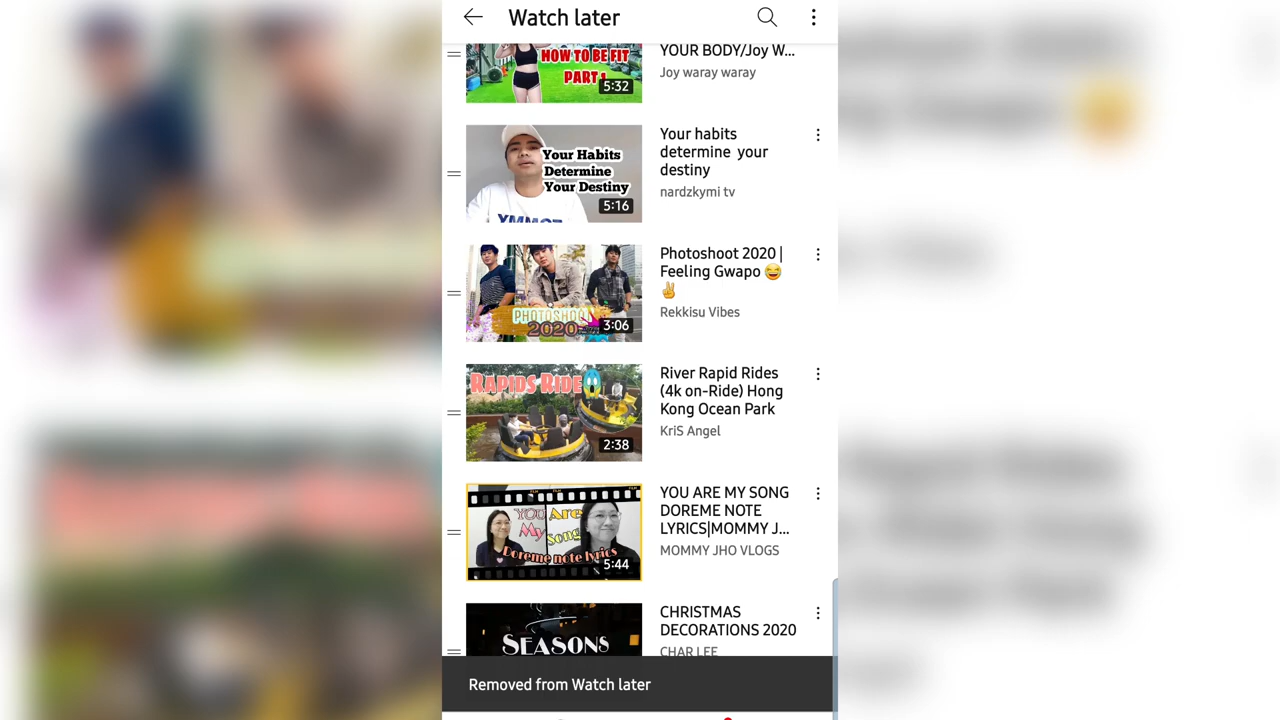 Watch later
HOW TO BE FIT
PART 1
5:32
YOUR BODY/Joy W...
Joy waray waray
Your Habits
Determine
Your Destiny
5:16
Your habits
determine your
destiny
nardzkymi tv
PHOTOSHOOT
2020
3:06
Photoshoot 2020 |
Feeling Gwapo 😂
✌
Rekkisu Vibes
RAPIDS RIDE
2:38
River Rapid Rides
(4k on-Ride) Hong
Kong Ocean Park
KriS Angel
YOU Are
My Song
Doreme note lyrics
5:44
YOU ARE MY SONG
DOREME NOTE
LYRICS|MOMMY J...
MOMMY JHO VLOGS
SEASONS
CHRISTMAS
DECORATIONS 2020
CHAR LEE
Removed from Watch later